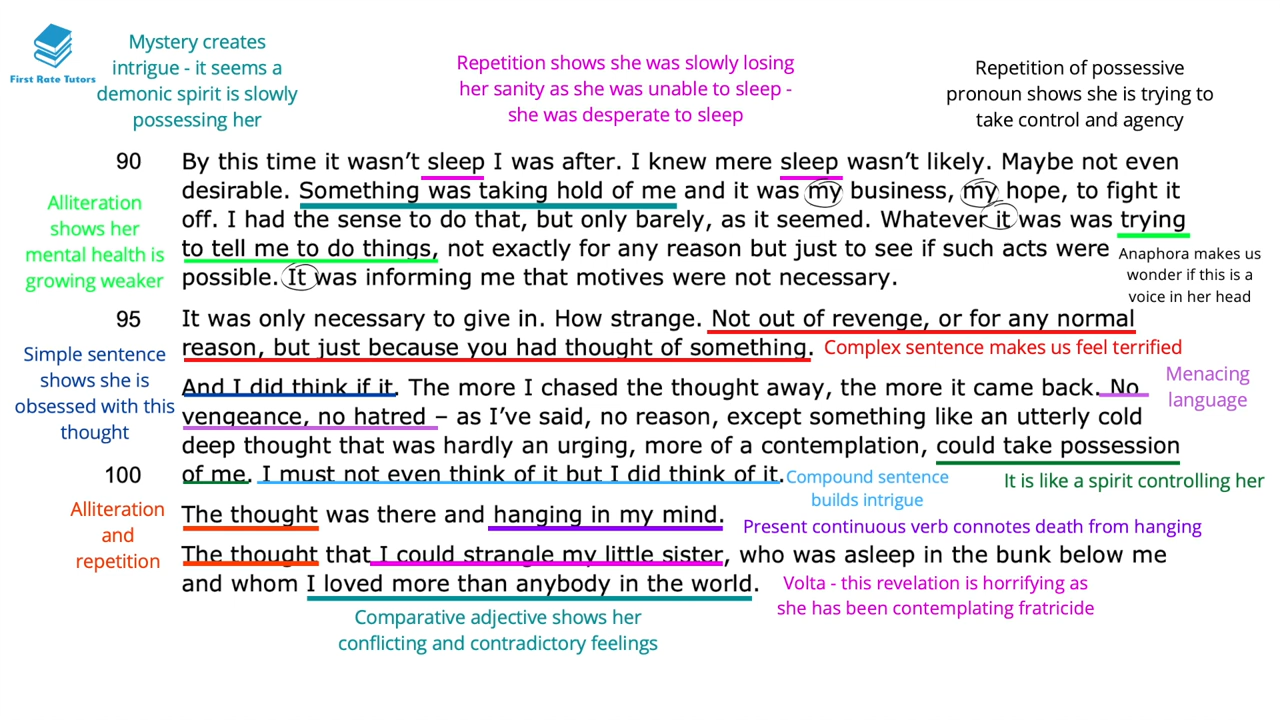 First Rate Tutors
Mystery creates
intrigue - it seems a
demonic spirit is slowly
possessing her
Repetition shows she was slowly losing
her sanity as she was unable to sleep -
she was desperate to sleep
Repetition of possessive
pronoun shows she is trying to
take control and agency
90 By this time it wasn't sleep I was after. I knew mere sleep wasn't likely. Maybe not even
desirable. Something was taking hold of me and it was my business, my hope, to fight it
off. I had the sense to do that, but only barely, as it seemed. Whatever it was was trying
to tell me to do things, not exactly for any reason but just to see if such acts were
possible. It was informing me that motives were not necessary.
Alliteration
shows her
mental health is
growing weaker
Anaphora makes us
wonder if this is a
voice in her head
95 It was only necessary to give in. How strange. Not out of revenge, or for any normal
reason, but just because you had thought of something.
Complex sentence makes us feel terrified
Simple sentence
shows she is
obsessed with this
thought
And I did think if it. The more I chased the thought away, the more it came back. No
vengeance, no hatred – as I've said, no reason, except something like an utterly cold
deep thought that was hardly an urging, more of a contemplation, could take possession
100 of me. I must not even think of it but I did think of it.
Menacing
language
Compound sentence
builds intrigue
It is like a spirit controlling her
Alliteration
and
repetition
The thought was there and hanging in my mind.
Present continuous verb connotes death from hanging
The thought that I could strangle my little sister, who was asleep in the bunk below me
and whom I loved more than anybody in the world.
Volta - this revelation is horrifying as
she has been contemplating fratricide
Comparative adjective shows her
conflicting and contradictory feelings